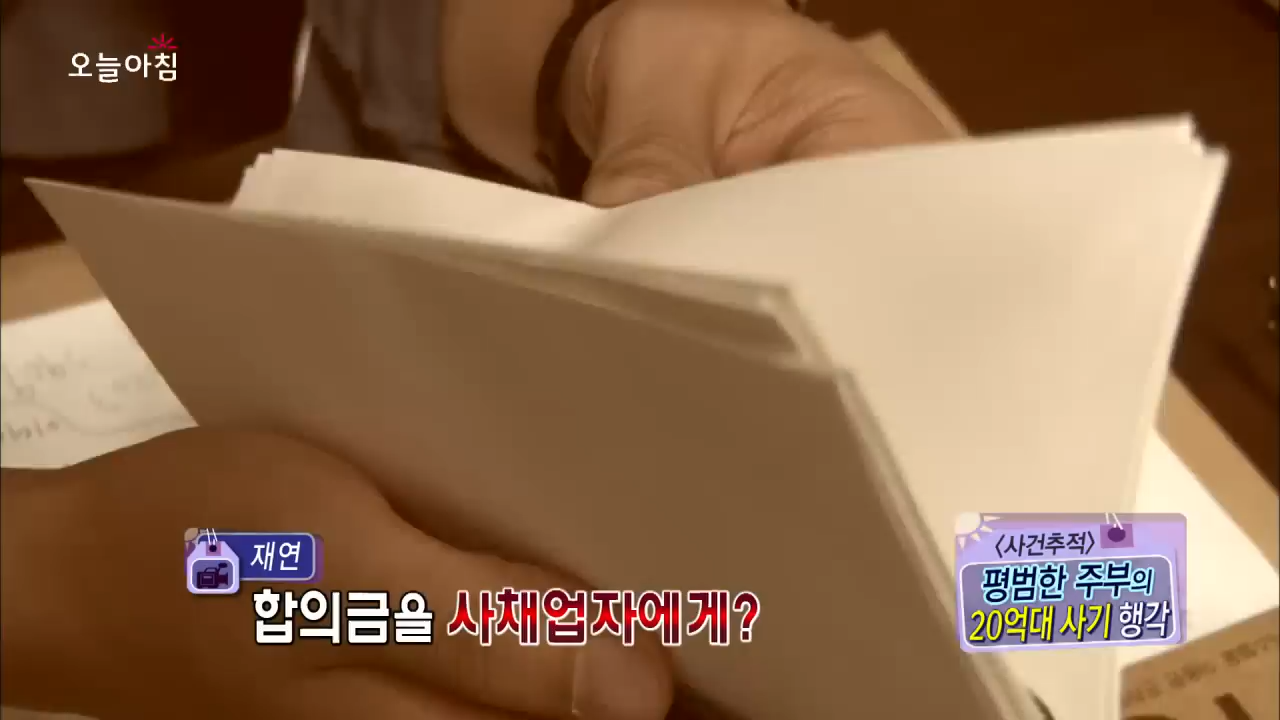 오늘아침
재연
합의금을 사채업자에게?
〈사건추적〉
평범한 주부의
20억대 사기 행각